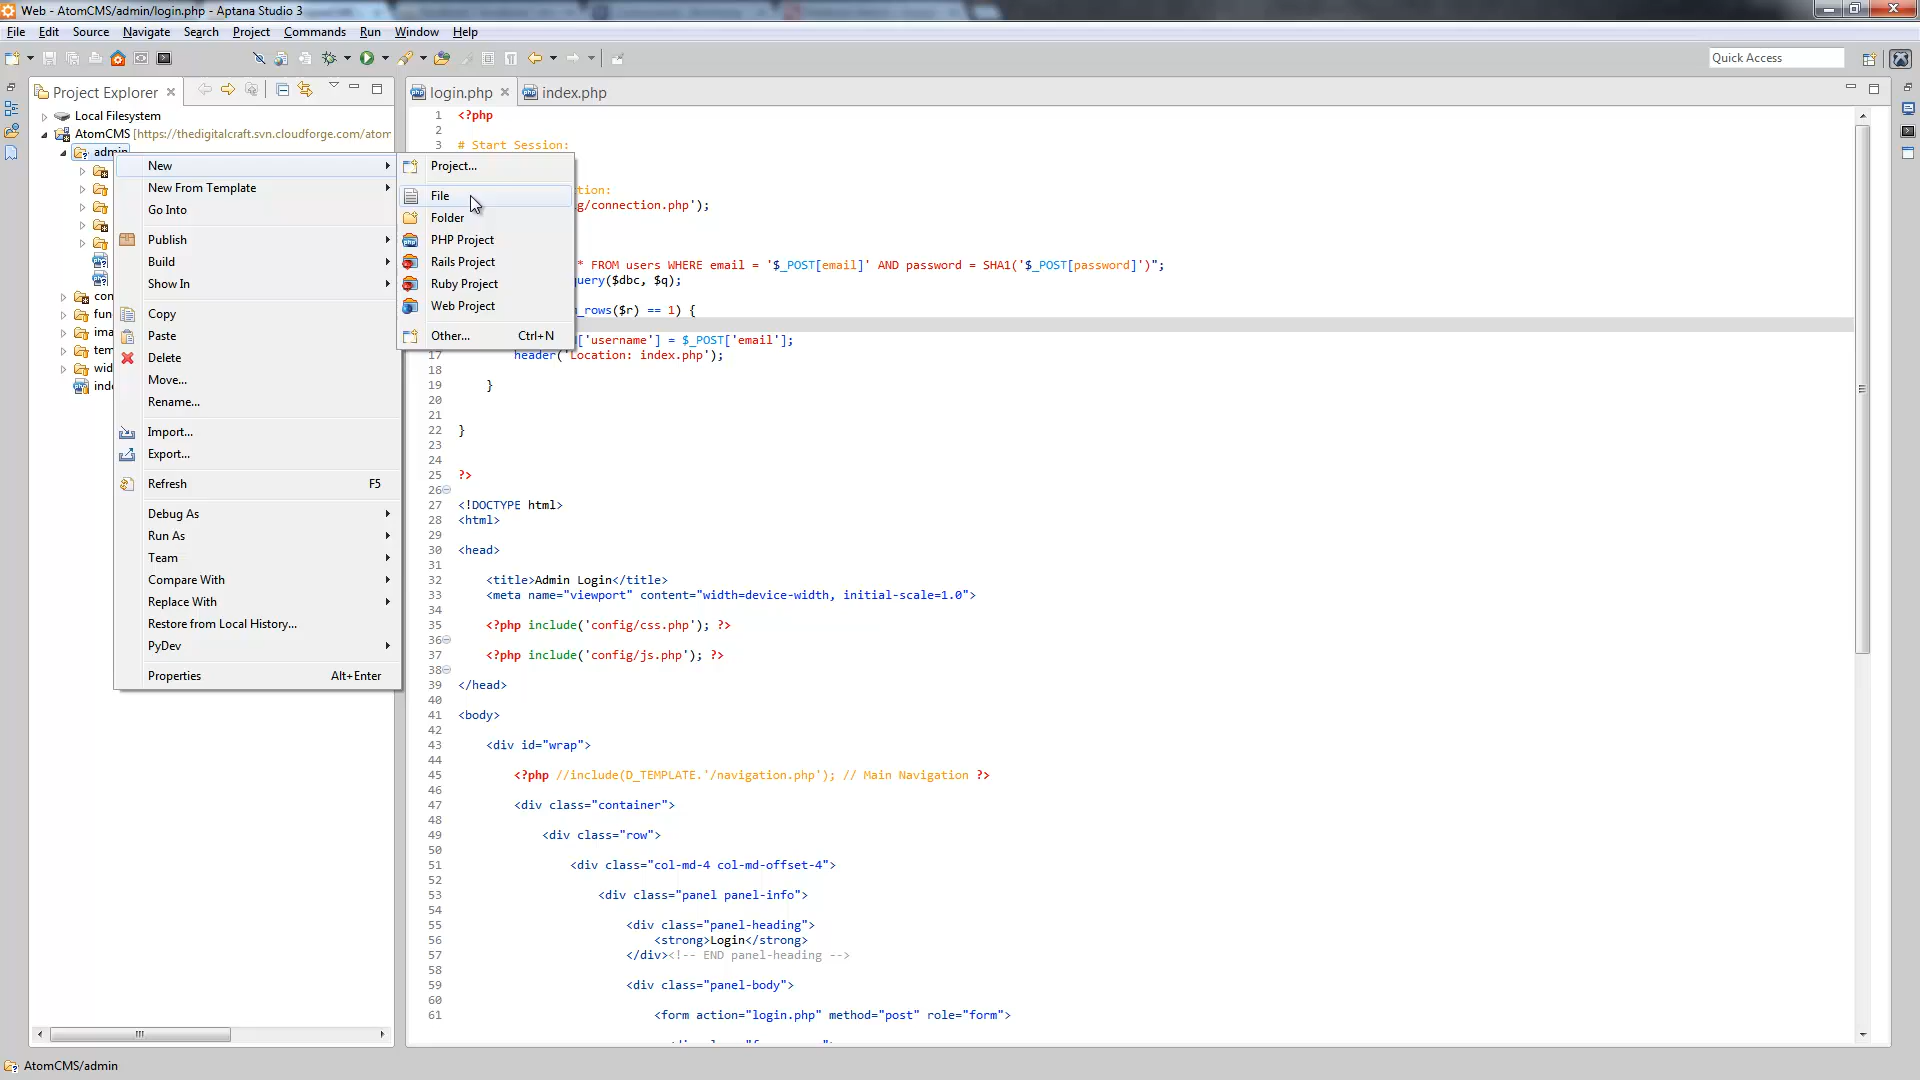 Web - AtomCMS/admin/login.php - Aptana Studio 3
File Edit Source Navigate Search Project Commands Run Window Help
Quick Access
Project Explorer
login.php
index.php
Local Filesystem
AtomCMS [https://thedigitalcraft.svn.cloudforge.com/atom
admin
con
fun
ima
tem
wid
inde
New
New From Template
Go Into
Publish
Build
Show In
Copy
Paste
Delete
Move...
Rename...
Import...
Export...
Refresh F5
Debug As
Run As
Team
Compare With
Replace With
Restore from Local History...
PyDev
Properties Alt+Enter
Project...
File
Folder
PHP Project
Rails Project
Ruby Project
Web Project
Other... Ctrl+N
1 <?php
2
3 # Start Session:
tion:
g/connection.php');
* FROM users WHERE email = '$_POST[email]' AND password = SHA1('$_POST[password]')";
query($dbc, $q);
_rows($r) == 1) {
['username'] = $_POST['email'];
17 header('Location: index.php');
18
19 }
20
21
22 }
23
24
25 ?>
26
27 <!DOCTYPE html>
28 <html>
29
30 <head>
31
32 <title>Admin Login</title>
33 <meta name="viewport" content="width=device-width, initial-scale=1.0">
34
35 <?php include('config/css.php'); ?>
36
37 <?php include('config/js.php'); ?>
38
39 </head>
40
41 <body>
42
43 <div id="wrap">
44
45 <?php //include(D_TEMPLATE.'/navigation.php'); // Main Navigation ?>
46
47 <div class="container">
48
49 <div class="row">
50
51 <div class="col-md-4 col-md-offset-4">
52
53 <div class="panel panel-info">
54
55 <div class="panel-heading">
56 <strong>Login</strong>
57 </div><!-- END panel-heading -->
58
59 <div class="panel-body">
60
61 <form action="login.php" method="post" role="form">
AtomCMS/admin